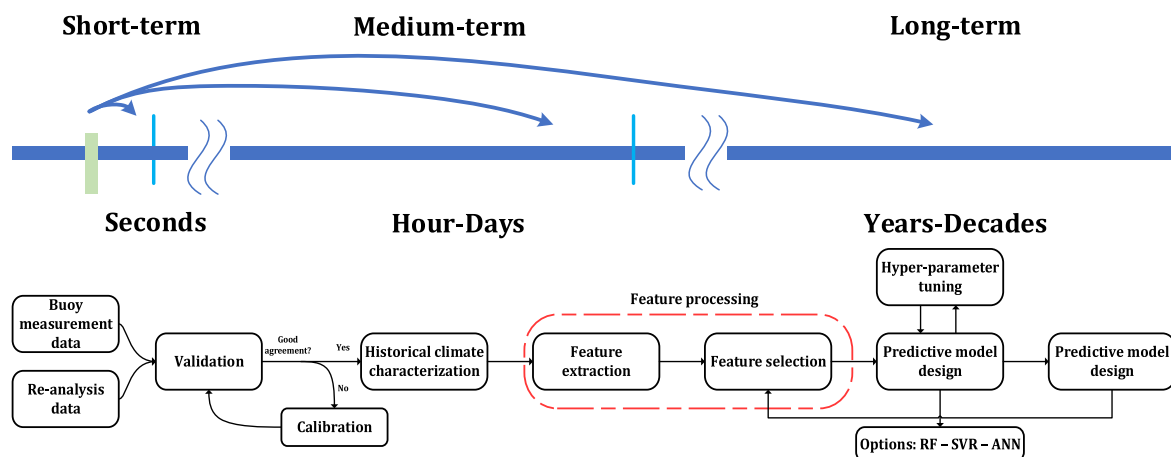 Short-term
Medium-term
Long-term
Seconds
Hour-Days
Years-Decades
Buoy
measurement
data
Re-analysis
data
Validation
Good
agreement?
Yes
No
Calibration
Historical climate
characterization
Feature processing
Feature
extraction
Feature selection
Hyper-parameter
tuning
Predictive model
design
Predictive model
design
Options: RF – SVR – ANN